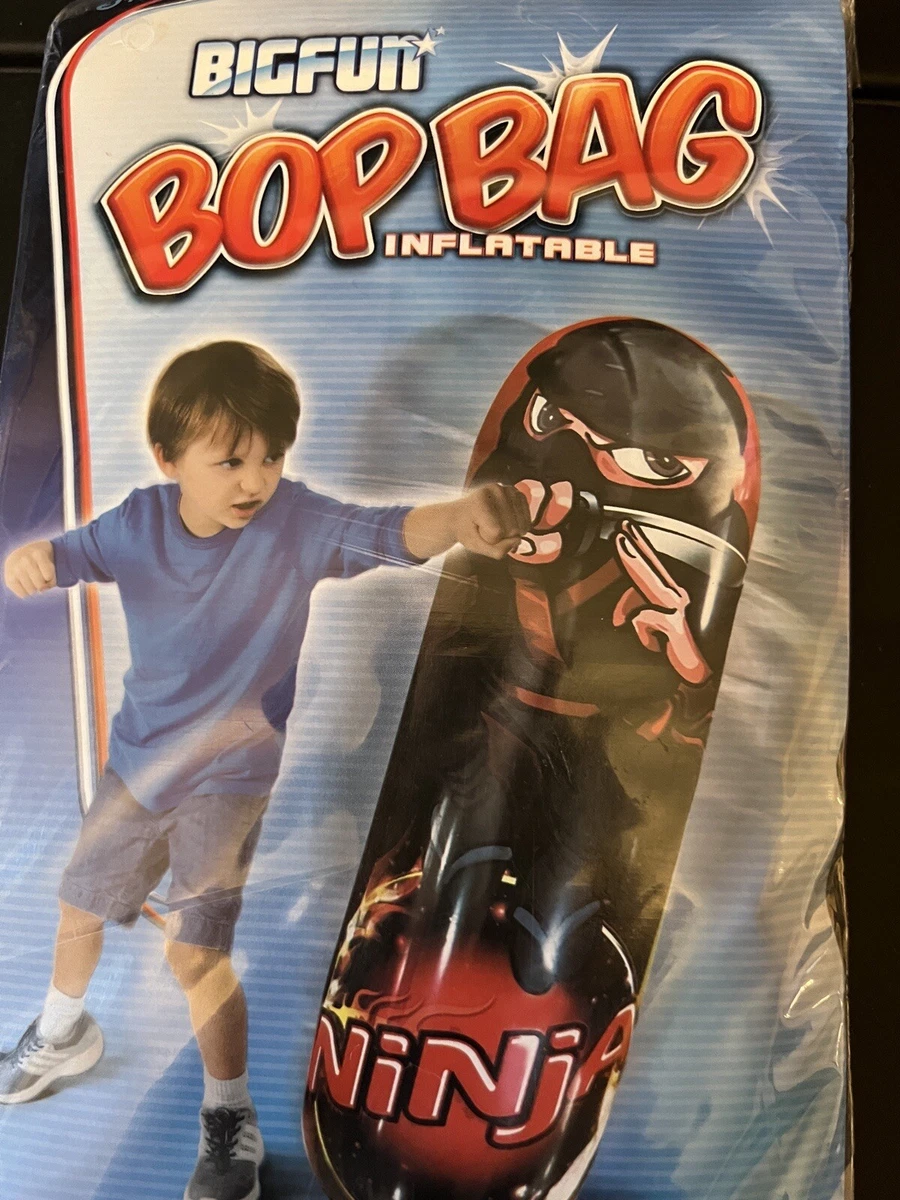 BIGFUN
BOP BAG
INFLATABLE
NiNjA